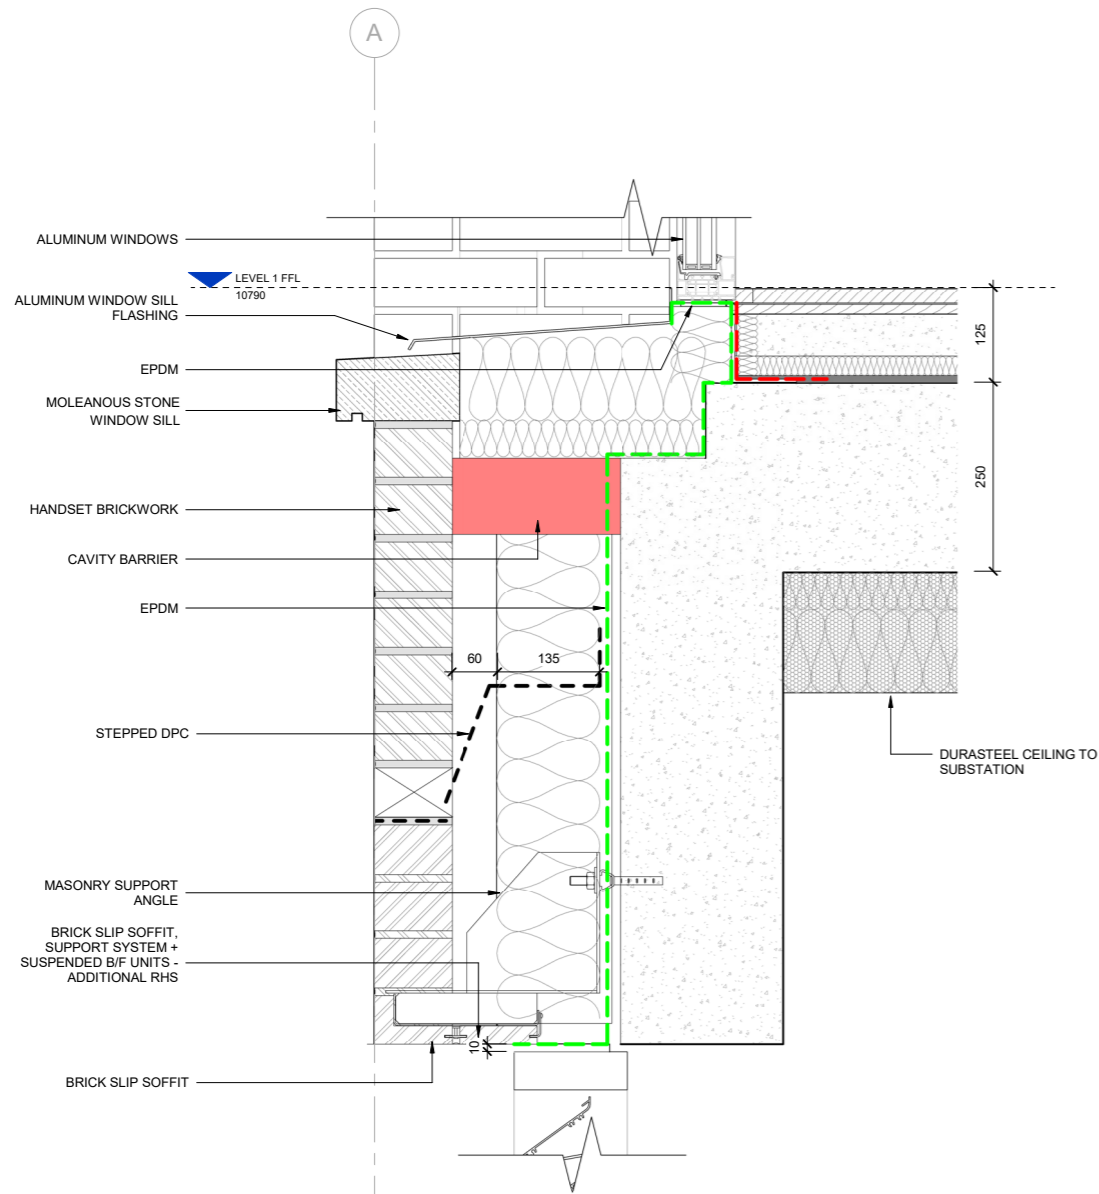 A
ALUMINUM WINDOWS
LEVEL 1 FFL
10790
ALUMINUM WINDOW SILL
FLASHING
125
EPDM
MOLEANOUS STONE
WINDOW SILL
250
HANDSET BRICKWORK
CAVITY BARRIER
EPDM
60
135
STEPPED DPC
DURASTEEL CEILING TO
SUBSTATION
MASONRY SUPPORT
ANGLE
BRICK SLIP SOFFIT,
SUPPORT SYSTEM +
SUSPENDED B/F UNITS -
ADDITIONAL RHS
10
BRICK SLIP SOFFIT